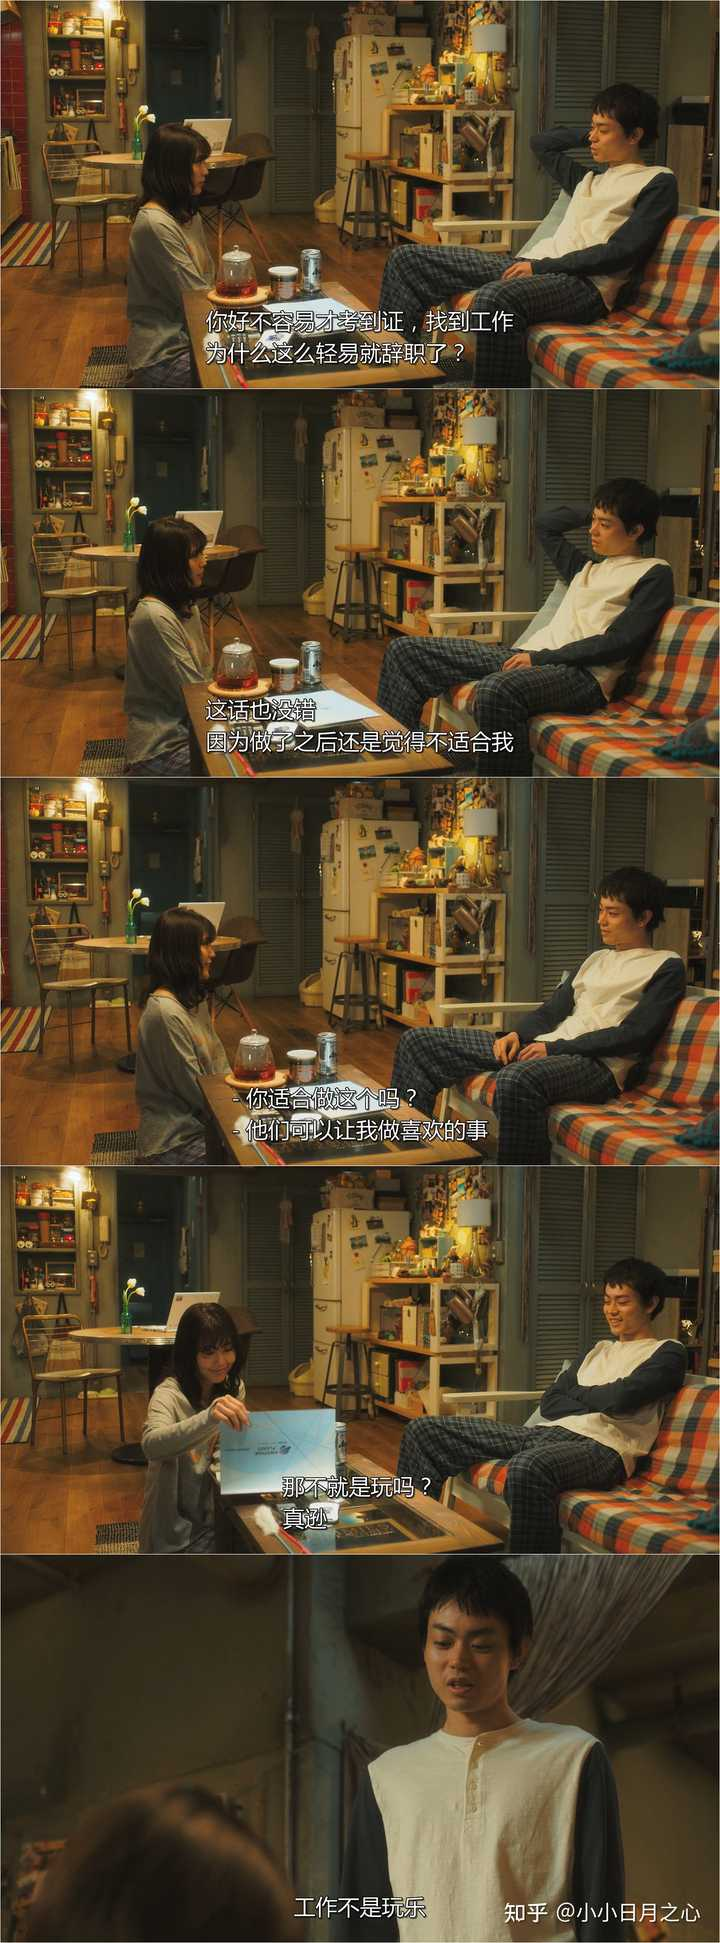 你好不容易才考到证，找到工作
为什么这么轻易就辞职了？
这话也没错
因为做了之后还是觉得不适合我
- 你适合做这个吗？
- 他们可以让我做喜欢的事
那不就是玩吗？
真逊
工作不是玩乐
知乎 @小小日月之心